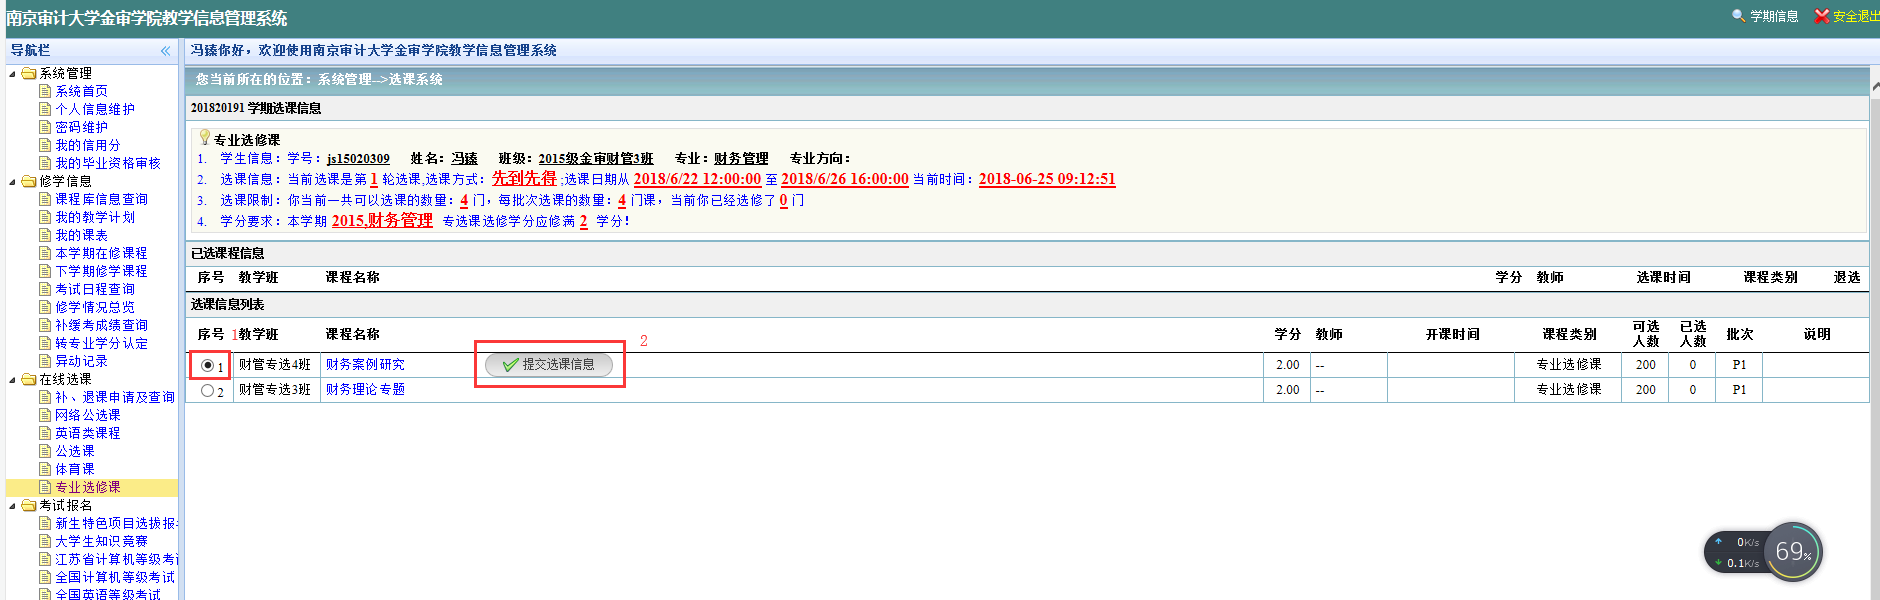 南京审计大学金审学院教学信息管理系统
学期信息 安全退出
导航栏
系统管理
系统首页
个人信息维护
密码维护
我的信用分
我的毕业资格审核
修学信息
课程库信息查询
我的教学计划
我的课表
本学期在修课程
下学期修学课程
考试日程查询
修学情况总览
补缓考成绩查询
转专业学分认定
异动记录
在线选课
补、退课申请及查询
网络公选课
英语类课程
公选课
体育课
专业选修课
考试报名
新生特色项目选拔报名
大学生知识竞赛
江苏省计算机等级考试
全国计算机等级考试
全国英语等级考试
冯臻你好，欢迎使用南京审计大学金审学院教学信息管理系统
您当前所在的位置：系统管理-->选课系统
201820191 学期选课信息
专业选修课
1. 学生信息：学号：js15020309 姓名：冯臻 班级：2015级金审财管3班 专业：财务管理 专业方向：
2. 选课信息：当前选课是第 1 轮选课,选课方式：先到先得 ;选课日期从 2018/6/22 12:00:00 至 2018/6/26 16:00:00 当前时间：2018-06-25 09:12:51
3. 选课限制：你当前一共可以选课的数量：4 门，每批次选课的数量：4 门课，当前你已经选修了 0 门
4. 学分要求：本学期 2015,财务管理 专选课选修学分应修满 2 学分！
已选课程信息
序号 教学班 课程名称 学分 教师 选课时间 课程类别 退选
选课信息列表
序号 1 教学班 课程名称 2 学分 教师 开课时间 课程类别 可选人数 已选人数 批次 说明
1 财管专选4班 财务案例研究 提交选课信息 2.00 -- 专业选修课 200 0 P1
2 财管专选3班 财务理论专题 2.00 -- 专业选修课 200 0 P1
0K/s
0.1K/s
69%